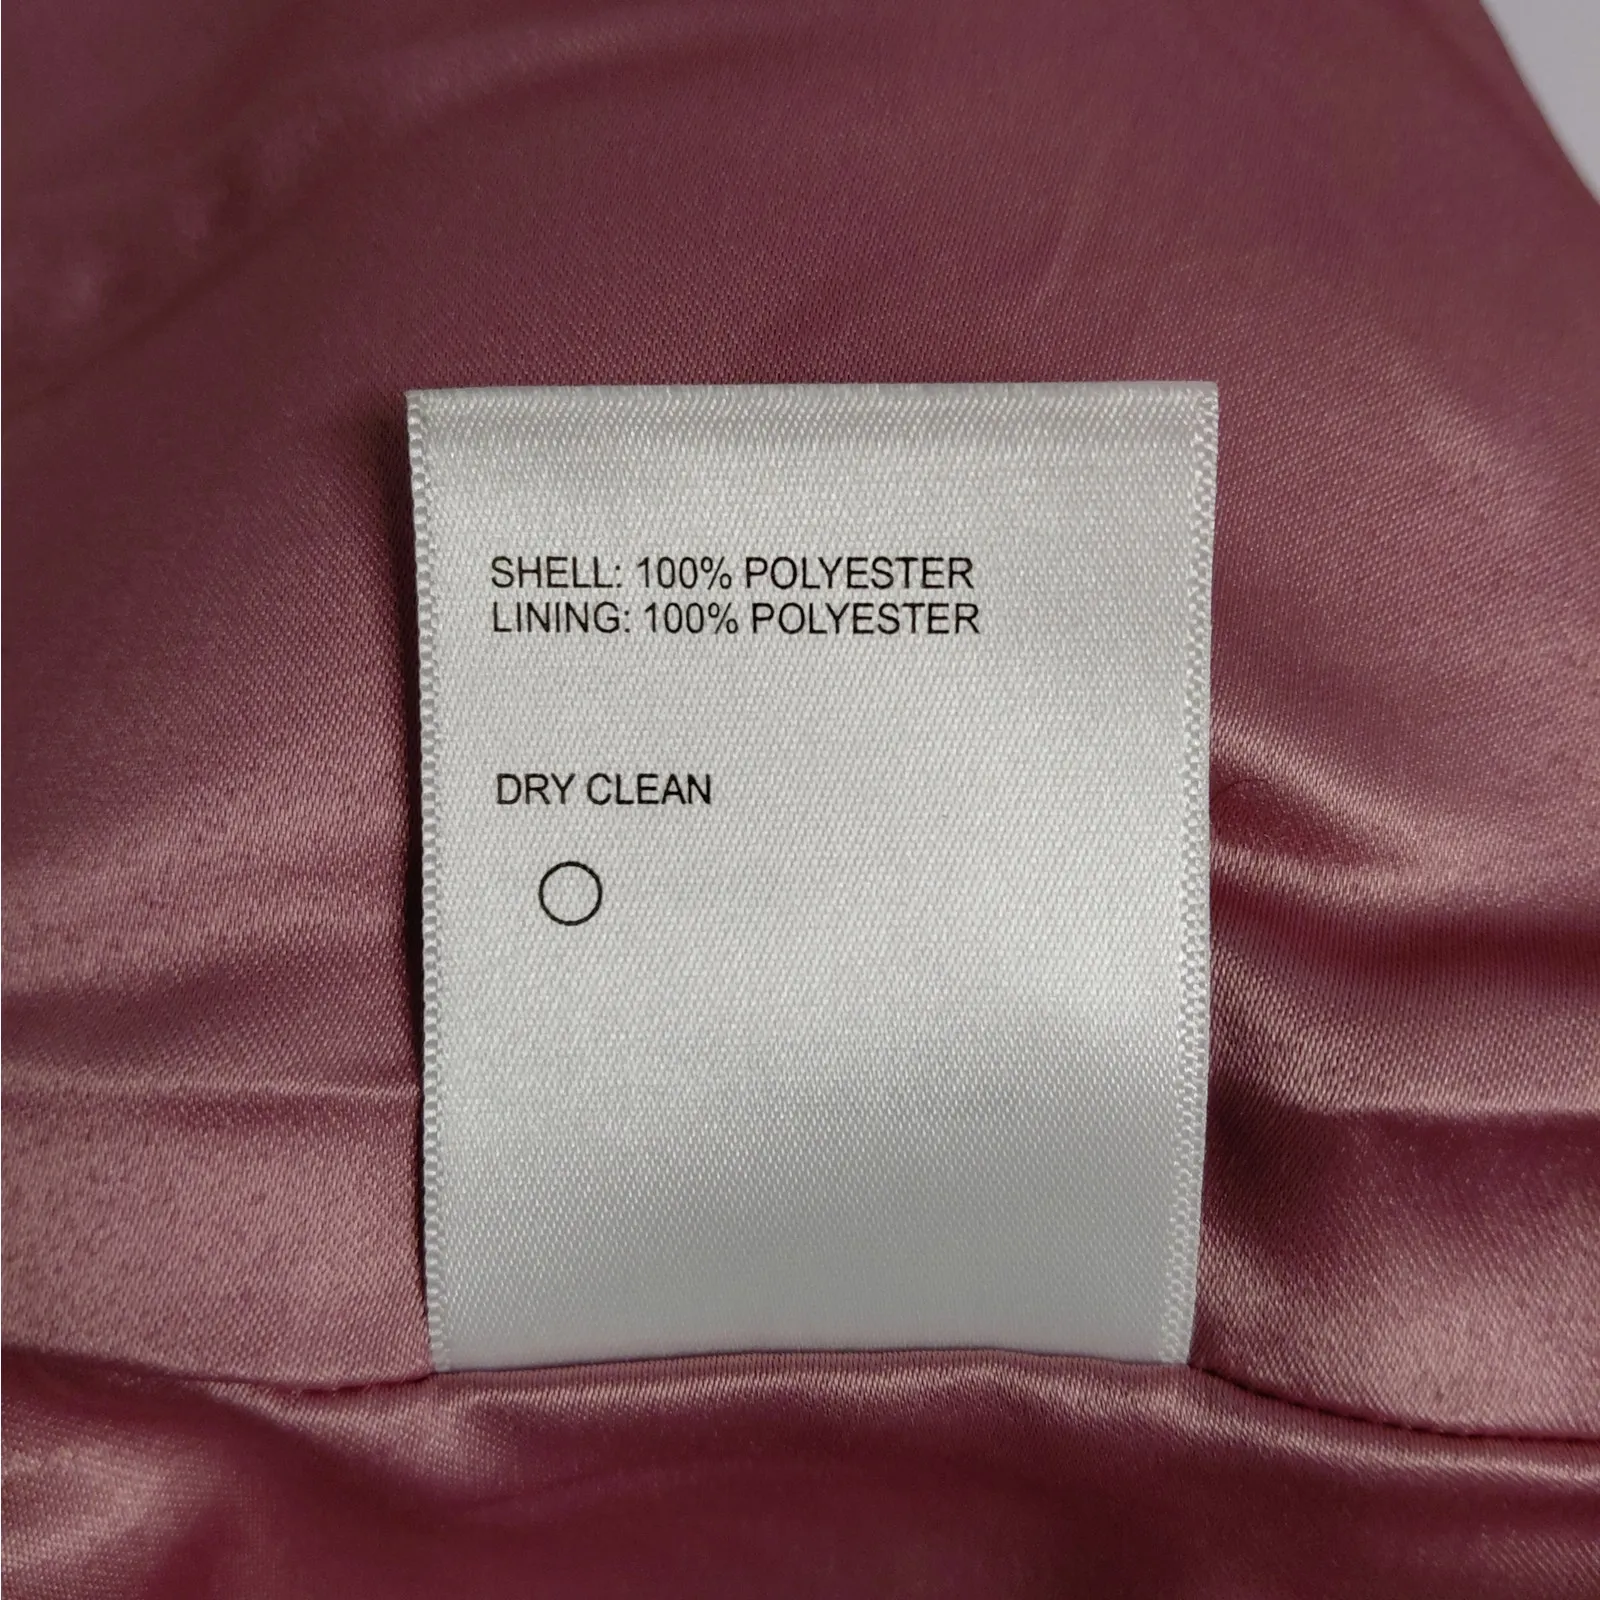 SHELL: 100% POLYESTER
LINING: 100% POLYESTER
DRY CLEAN